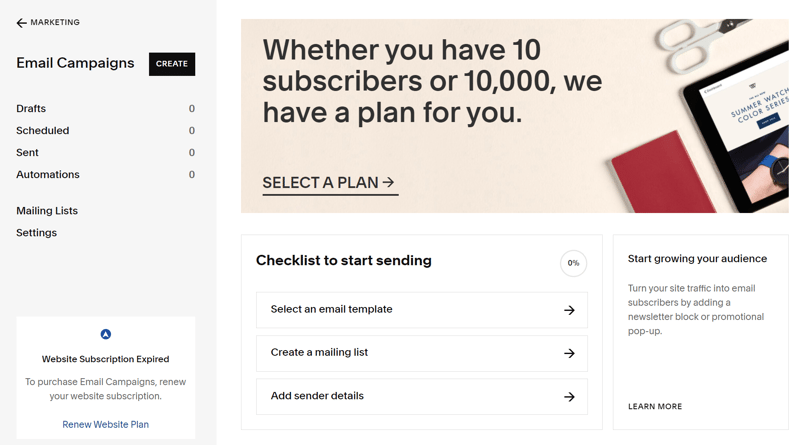 MARKETING
Email Campaigns
CREATE
Drafts 0
Scheduled 0
Sent 0
Automations 0
Mailing Lists
Settings
Website Subscription Expired
To purchase Email Campaigns, renew
your website subscription.
Renew Website Plan
Whether you have 10
subscribers or 10,000, we
have a plan for you.
SELECT A PLAN
SUMMER WATCH
COLOR SERIES
Checklist to start sending
0%
Select an email template
Create a mailing list
Add sender details
Start growing your audience
Turn your site traffic into email
subscribers by adding a
newsletter block or promotional
pop-up.
LEARN MORE